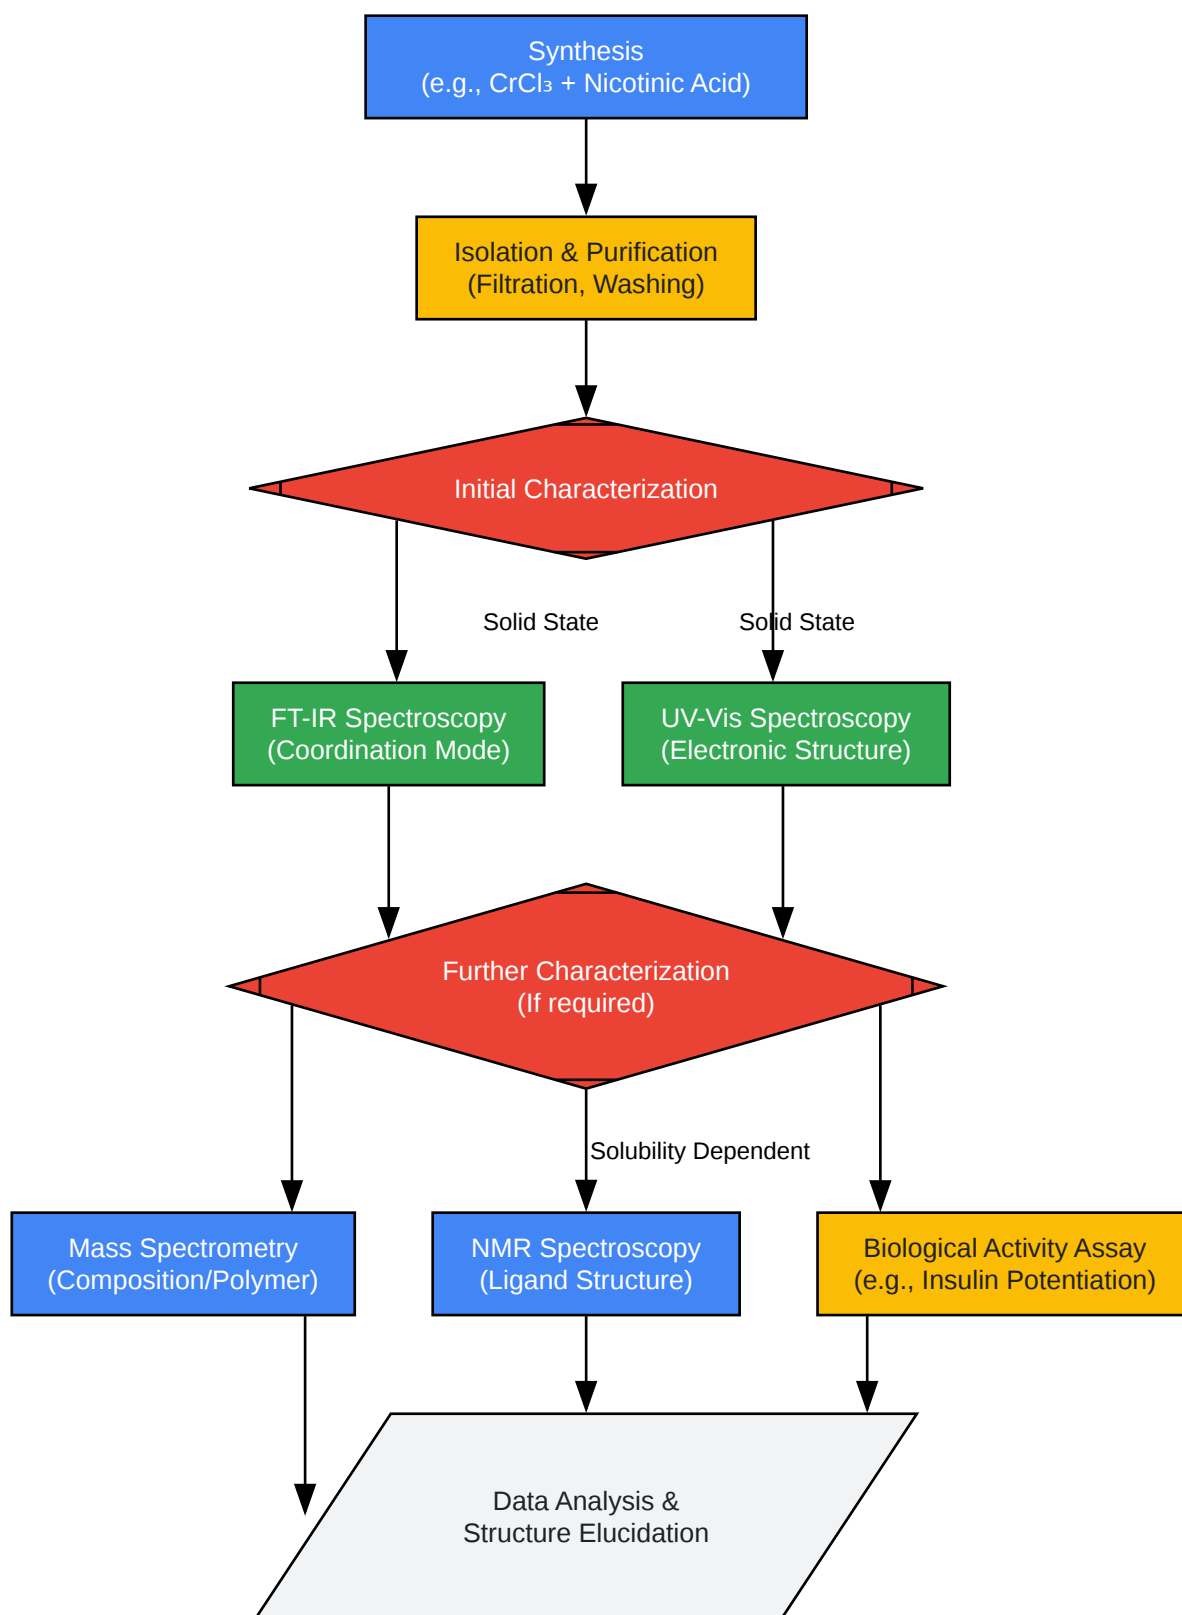 Synthesis
(e.g., CrCl₃ + Nicotinic Acid)
Isolation & Purification
(Filtration, Washing)
Initial Characterization
Solid State
Solid State
FT-IR Spectroscopy
(Coordination Mode)
UV-Vis Spectroscopy
(Electronic Structure)
Further Characterization
(If required)
Solubility Dependent
Mass Spectrometry
(Composition/Polymer)
NMR Spectroscopy
(Ligand Structure)
Biological Activity Assay
(e.g., Insulin Potentiation)
Data Analysis &
Structure Elucidation